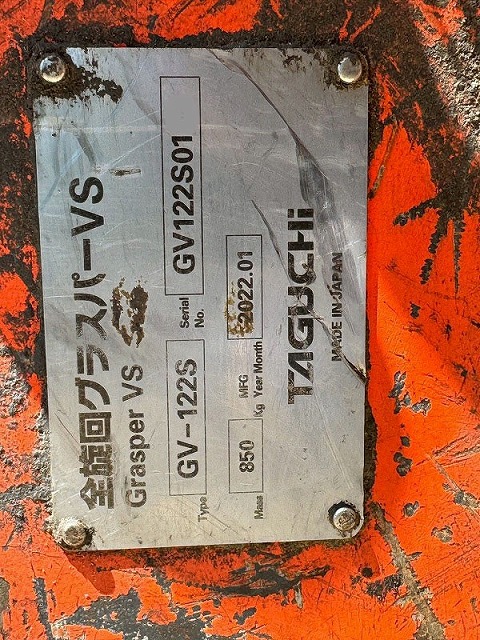 全旋回グラスパーVS
Grasper VS
Type GV-122S Serial No. GV122S01
Mass 850 Kg MFG Year Month 2022.01
TAGUCHI
MADE IN JAPAN